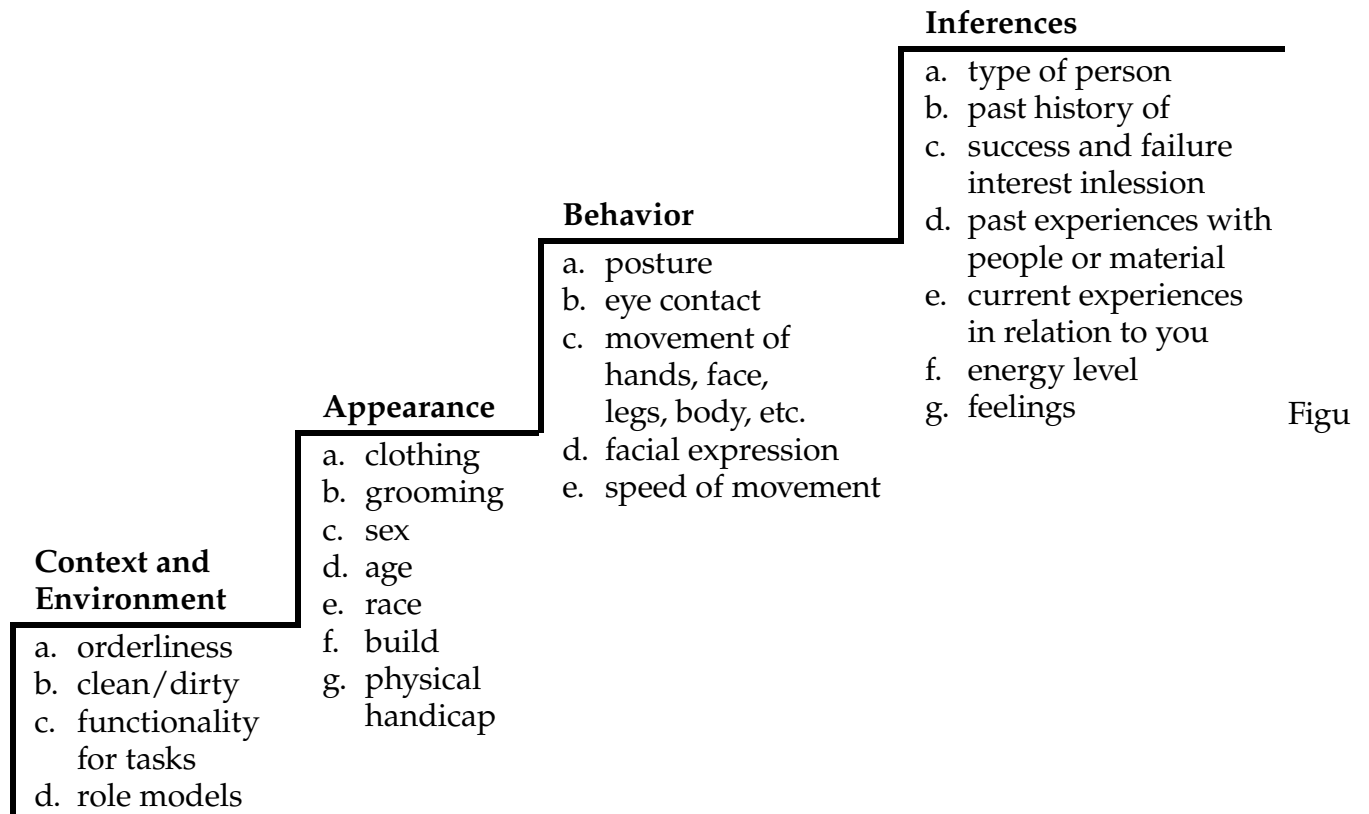 Inferences
a. type of person
b. past history of
c. success and failure
interest inlession
d. past experiences with
people or material
e. current experiences
in relation to you
f. energy level
g. feelings
Behavior
a. posture
b. eye contact
c. movement of
hands, face,
legs, body, etc.
d. facial expression
e. speed of movement
Appearance
a. clothing
b. grooming
c. sex
d. age
e. race
f. build
g. physical
handicap
Context and
Environment
a. orderliness
b. clean/dirty
c. functionality
for tasks
d. role models
Figu